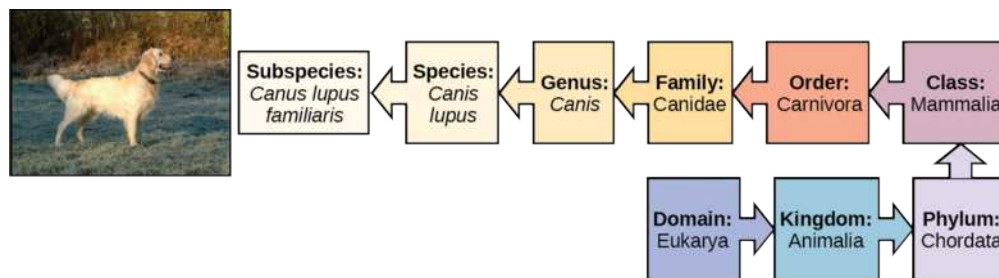 Subspecies:
Canus lupus
familiaris
Species:
Canis
lupus
Genus:
Canis
Family:
Canidae
Order:
Carnivora
Class:
Mammalia
Domain:
Eukarya
Kingdom:
Animalia
Phylum:
Chordata